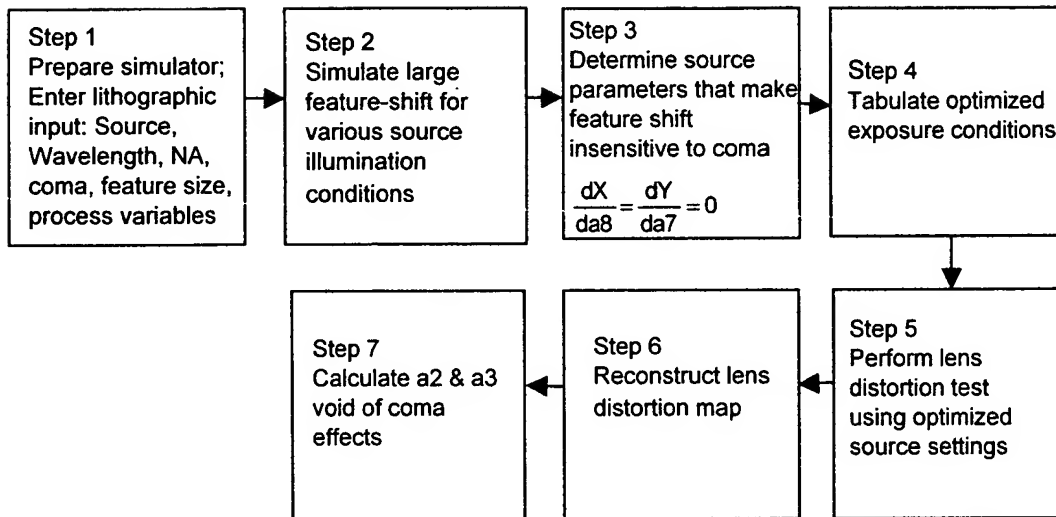 Step 1
Prepare simulator;
Enter lithographic
input: Source,
Wavelength, NA,
coma, feature size,
process variables
Step 2
Simulate large
feature-shift for
various source
illumination
conditions
Step 3
Determine source
parameters that make
feature shift
insensitive to coma
dX/da8 = dY/da7 = 0
Step 4
Tabulate optimized
exposure conditions
Step 5
Perform lens
distortion test
using optimized
source settings
Step 6
Reconstruct lens
distortion map
Step 7
Calculate a2 & a3
void of coma
effects